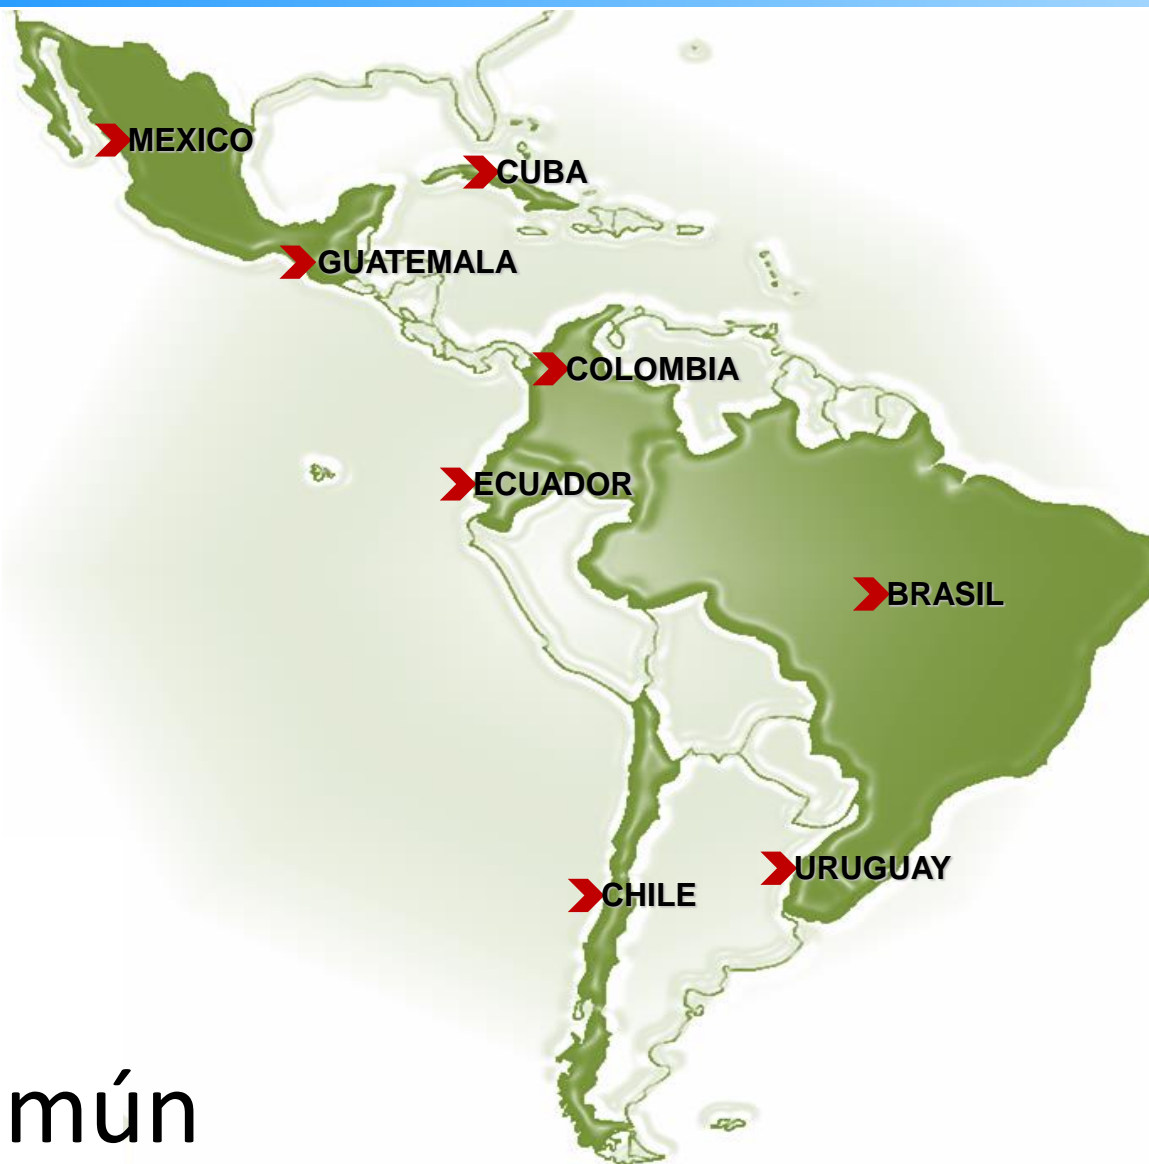 MEXICO
CUBA
GUATEMALA
COLOMBIA
ECUADOR
BRASIL
URUGUAY
CHILE
mún